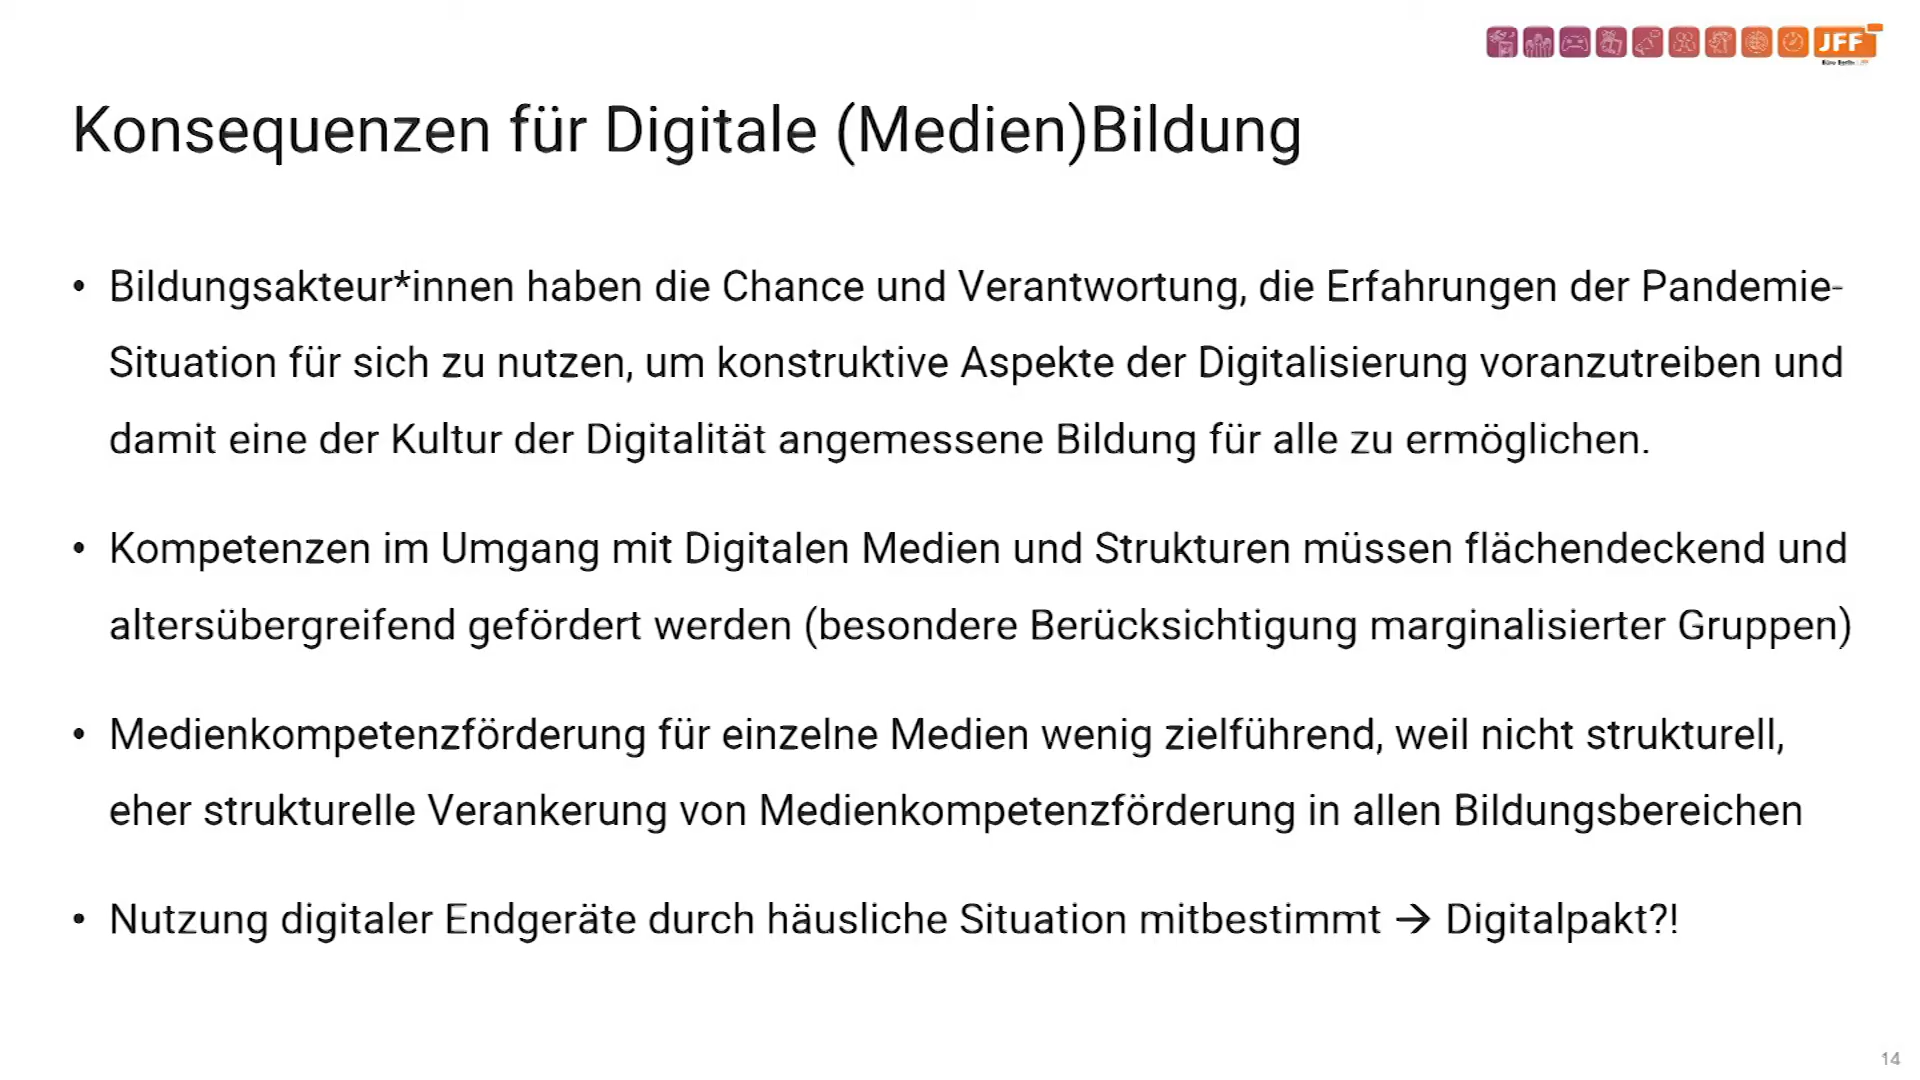 JFF
Konsequenzen für Digitale (Medien)Bildung
• Bildungsakteur*innen haben die Chance und Verantwortung, die Erfahrungen der Pandemie-
Situation für sich zu nutzen, um konstruktive Aspekte der Digitalisierung voranzutreiben und
damit eine der Kultur der Digitalität angemessene Bildung für alle zu ermöglichen.
• Kompetenzen im Umgang mit Digitalen Medien und Strukturen müssen flächendeckend und
altersübergreifend gefördert werden (besondere Berücksichtigung marginalisierter Gruppen)
• Medienkompetenzförderung für einzelne Medien wenig zielführend, weil nicht strukturell,
eher strukturelle Verankerung von Medienkompetenzförderung in allen Bildungsbereichen
• Nutzung digitaler Endgeräte durch häusliche Situation mitbestimmt → Digitalpakt?!
14